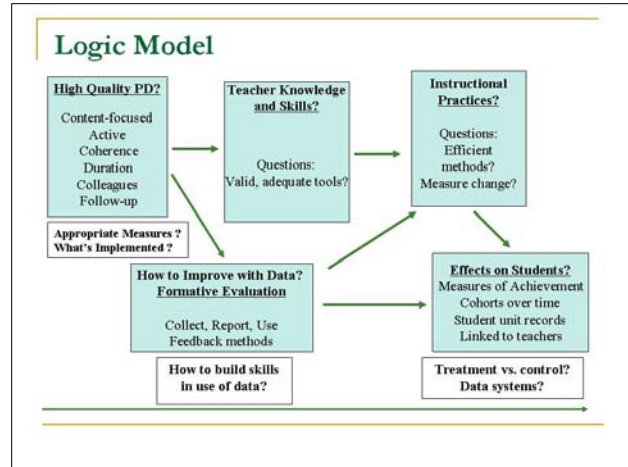 Logic Model
High Quality PD?
Content-focused
Active
Coherence
Duration
Colleagues
Follow-up
Appropriate Measures ?
What's Implemented ?
Teacher Knowledge
and Skills?
Questions:
Valid, adequate tools?
Instructional
Practices?
Questions:
Efficient
methods?
Measure change?
How to Improve with Data?
Formative Evaluation
Collect, Report, Use
Feedback methods
How to build skills
in use of data?
Effects on Students?
Measures of Achievement
Cohorts over time
Student unit records
Linked to teachers
Treatment vs. control?
Data systems?